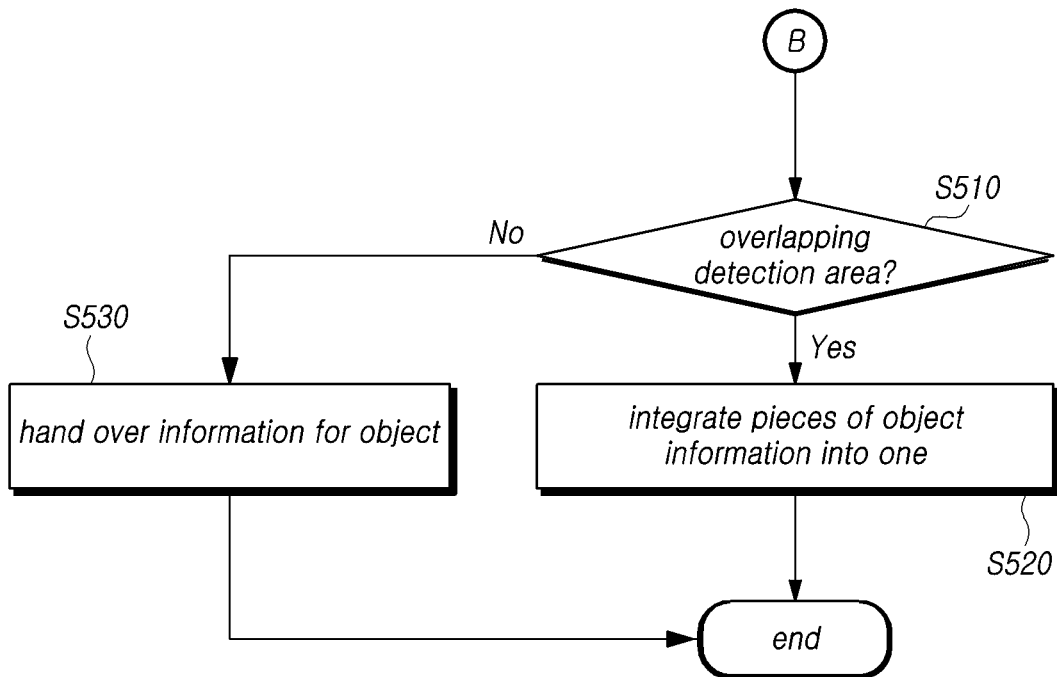 B
S510
overlapping
detection area?
No
Yes
S530
hand over information for object
integrate pieces of object
information into one
S520
end